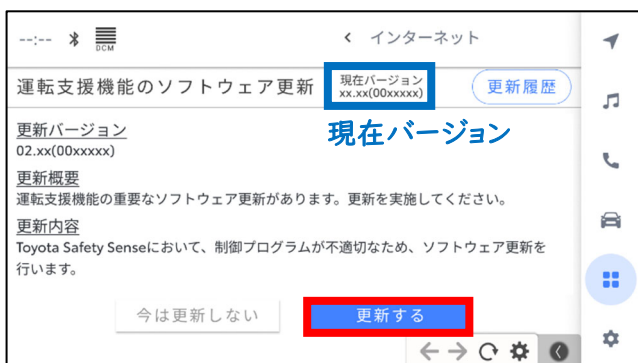 --:-- DCM
インターネット
運転支援機能のソフトウェア更新
現在バージョン
xx.xx(00xxxxx)
更新履歴
現在バージョン
更新バージョン
02.xx(00xxxxx)
更新概要
運転支援機能の重要なソフトウェア更新があります。更新を実施してください。
更新内容
Toyota Safety Senseにおいて、制御プログラムが不適切なため、ソフトウェア更新を
行います。
今は更新しない
更新する